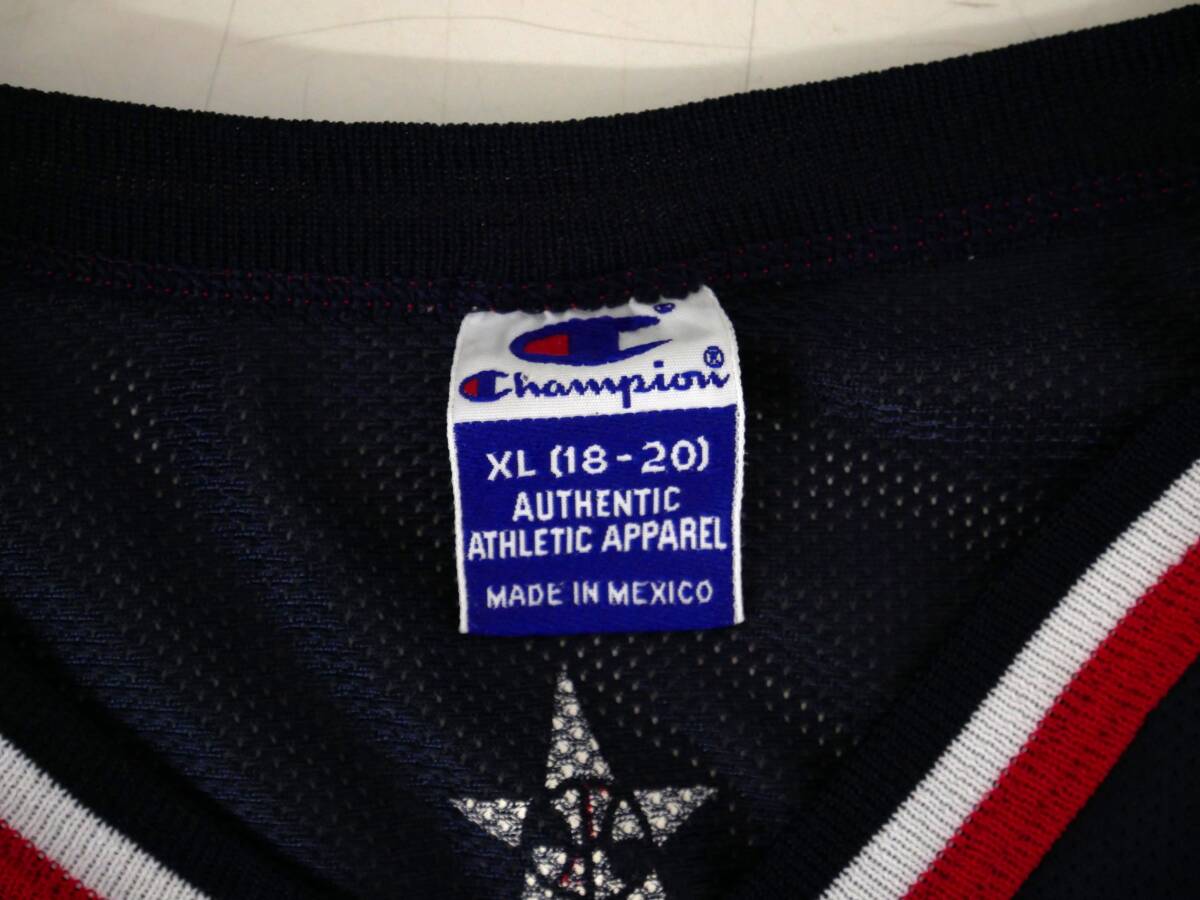 Champion®
XL (18-20)
AUTHENTIC
ATHLETIC APPAREL
MADE IN MEXICO